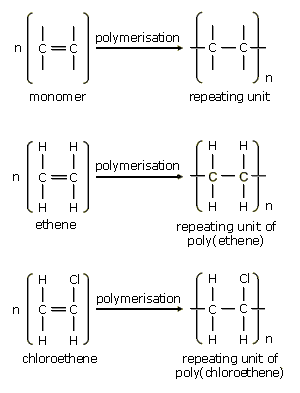 n C = C polymerisation C C n
monomer repeating unit
H H H H
n C = C polymerisation C C
H H H H n
ethene repeating unit of
poly(ethene)
H Cl H Cl
n C = C polymerisation C C
H H H H n
chloroethene repeating unit of
poly(chloroethene)